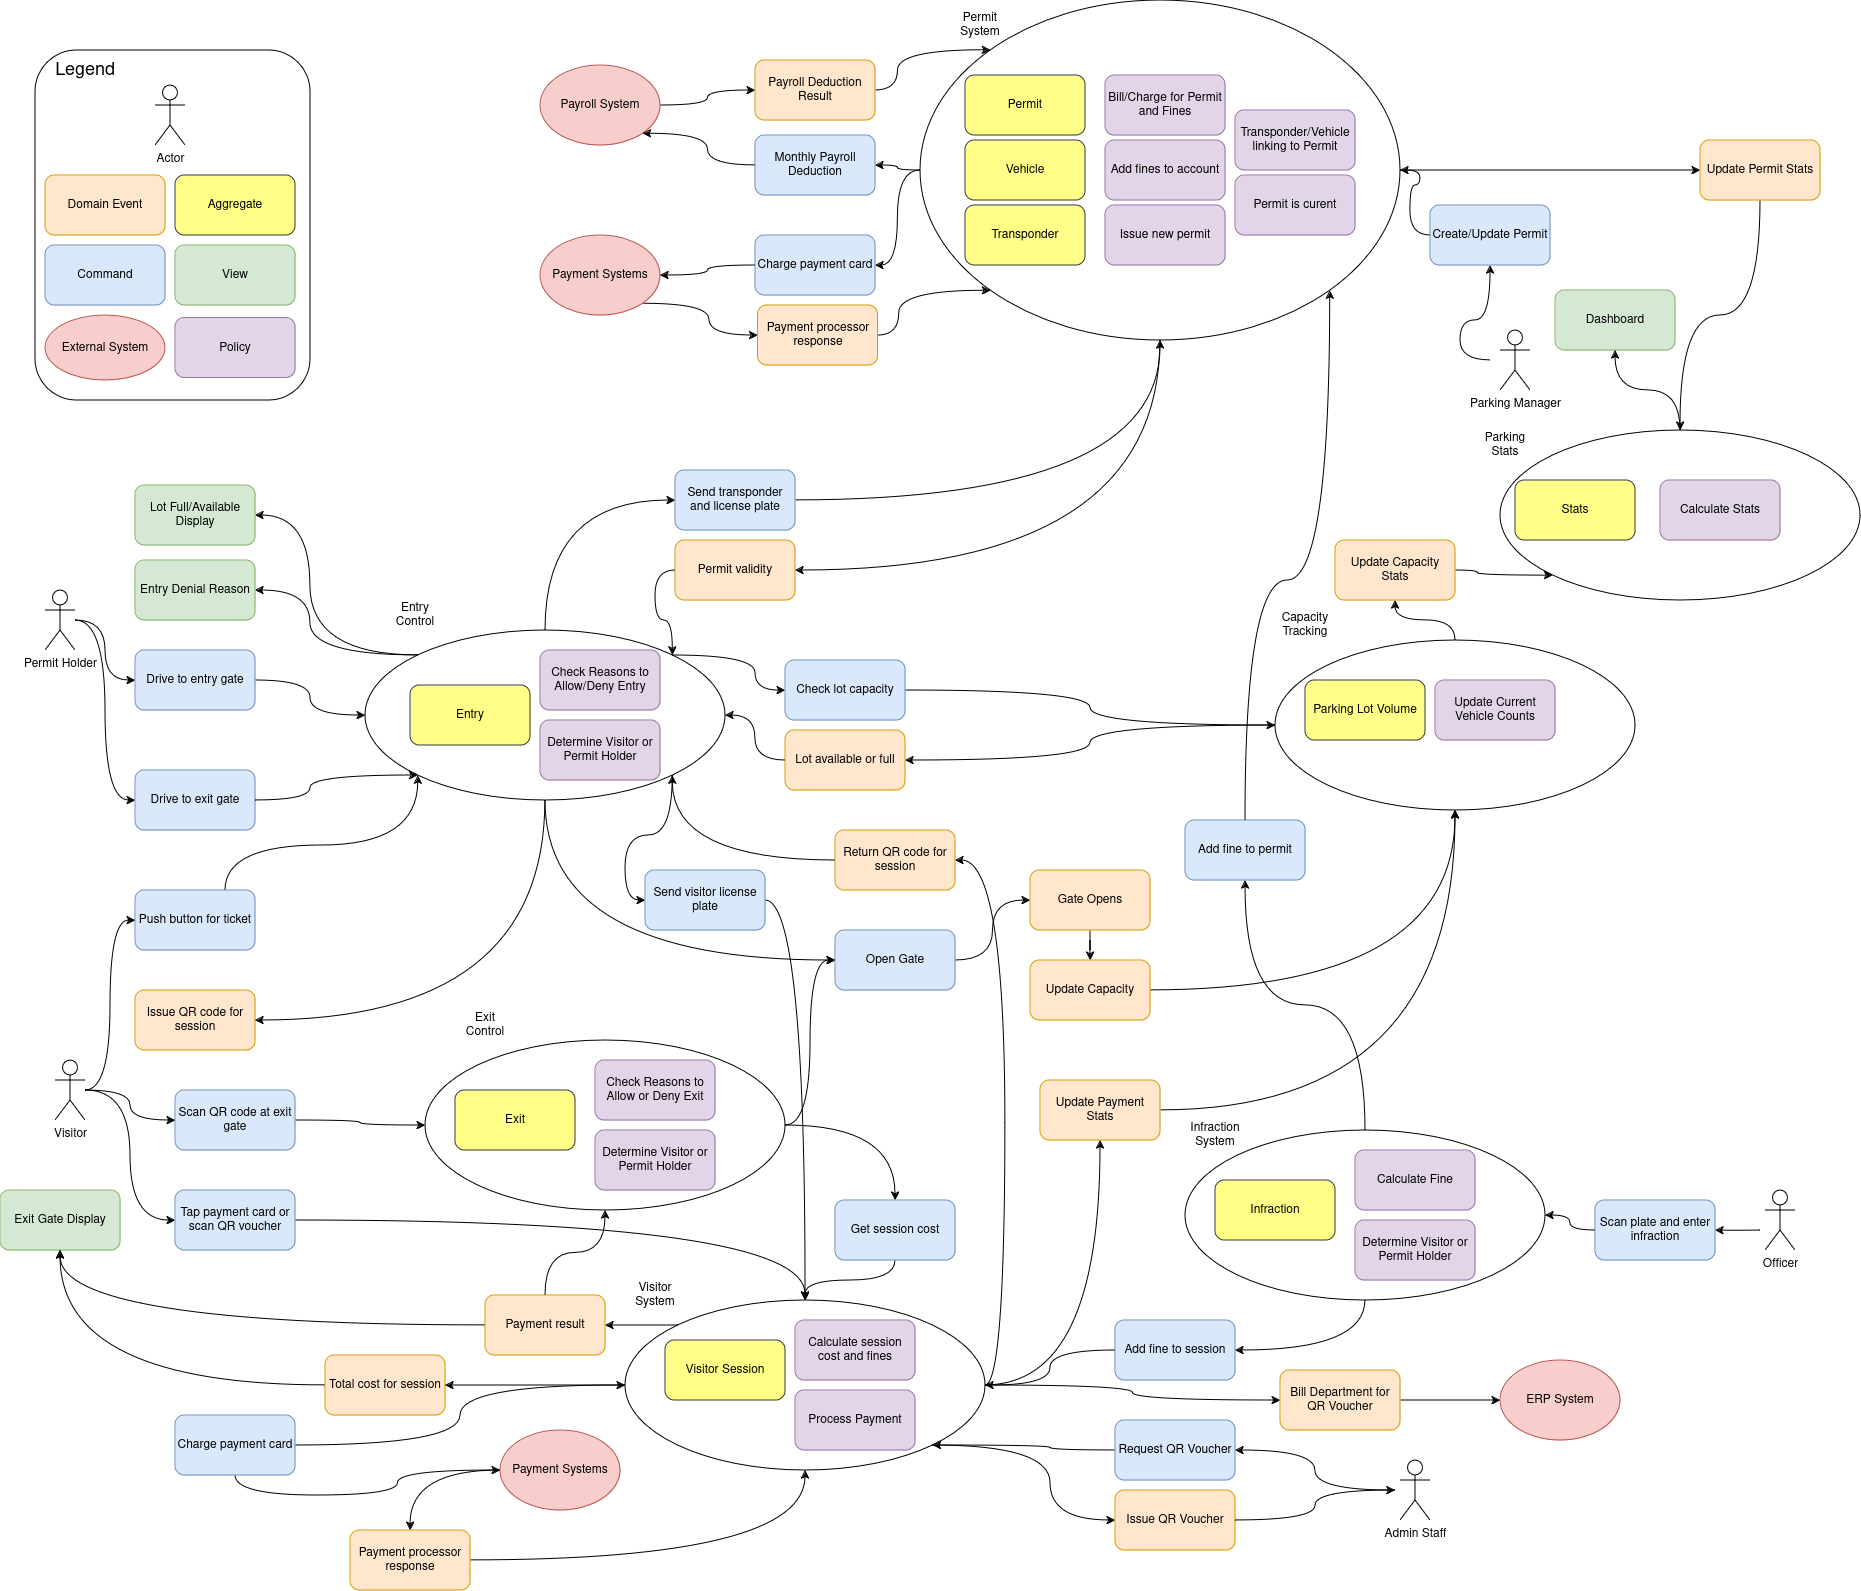 Legend
Actor
Domain Event
Aggregate
Command
View
External System
Policy
Permit
System
Payroll System
Payroll Deduction
Result
Monthly Payroll
Deduction
Payment Systems
Charge payment card
Payment processor
response
Permit
Vehicle
Transponder
Bill/Charge for Permit
and Fines
Add fines to account
Issue new permit
Transponder/Vehicle
linking to Permit
Permit is curent
Update Permit Stats
Create/Update Permit
Dashboard
Parking Manager
Parking
Stats
Stats
Calculate Stats
Lot Full/Available
Display
Entry Denial Reason
Permit Holder
Drive to entry gate
Drive to exit gate
Entry
Control
Send transponder
and license plate
Permit validity
Entry
Check Reasons to
Allow/Deny Entry
Determine Visitor or
Permit Holder
Check lot capacity
Lot available or full
Update Capacity
Stats
Capacity
Tracking
Parking Lot Volume
Update Current
Vehicle Counts
Push button for ticket
Issue QR code for
session
Send visitor license
plate
Return QR code for
session
Open Gate
Gate Opens
Update Capacity
Add fine to permit
Exit
Control
Visitor
Scan QR code at exit
gate
Tap payment card or
scan QR voucher
Exit Gate Display
Exit
Check Reasons to
Allow or Deny Exit
Determine Visitor or
Permit Holder
Get session cost
Update Payment
Stats
Infraction
System
Infraction
Calculate Fine
Determine Visitor or
Permit Holder
Scan plate and enter
infraction
Officer
Visitor
System
Payment result
Total cost for session
Charge payment card
Payment Systems
Payment processor
response
Visitor Session
Calculate session
cost and fines
Process Payment
Add fine to session
Bill Department for
QR Voucher
ERP System
Request QR Voucher
Issue QR Voucher
Admin Staff